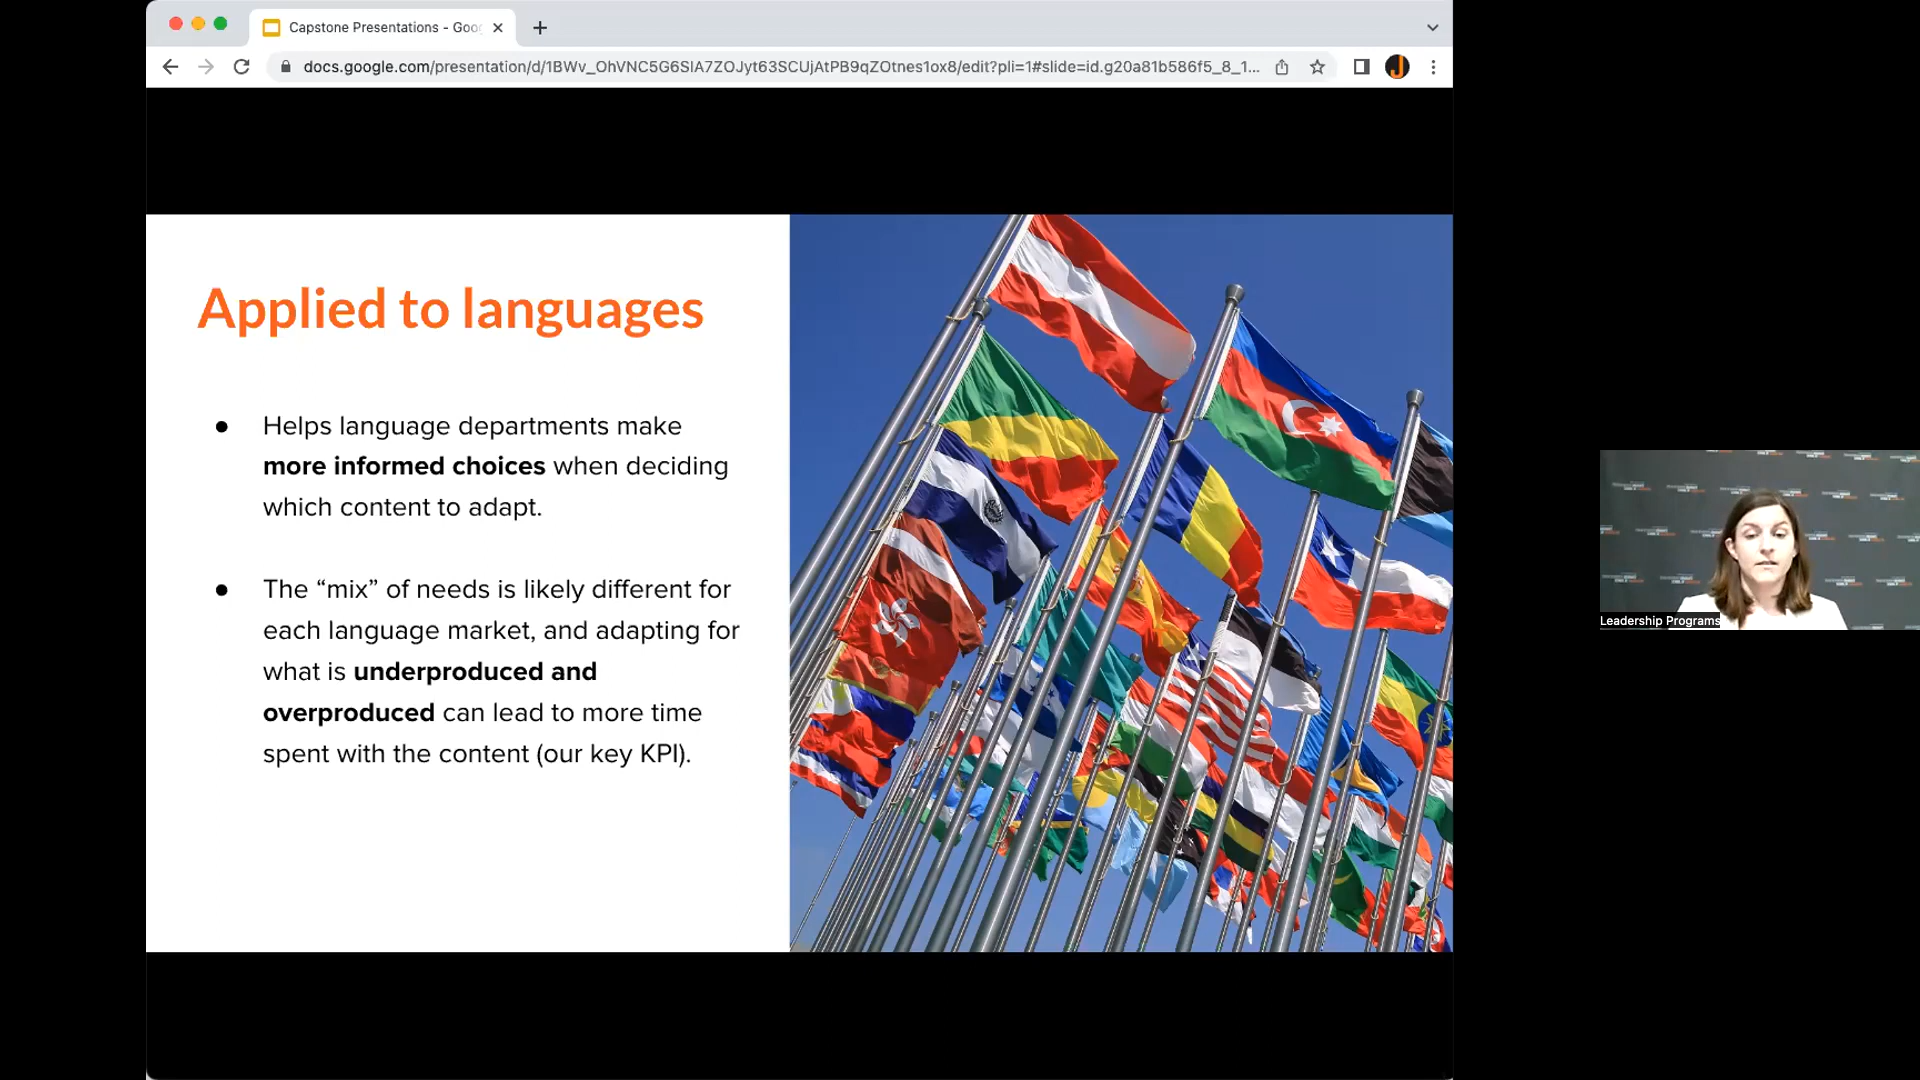 Capstone Presentations - Goo
docs.google.com/presentation/d/1BWv_OhVNC5G6SlA7ZOJyt63SCUjAtPB9qZOtnes1ox8/edit?pli=1#slide=id.g20a81b586f5_8_1...
Applied to languages
● Helps language departments make
more informed choices when deciding
which content to adapt.
● The “mix” of needs is likely different for
each language market, and adapting for
what is underproduced and
overproduced can lead to more time
spent with the content (our key KPI).
Leadership Programs